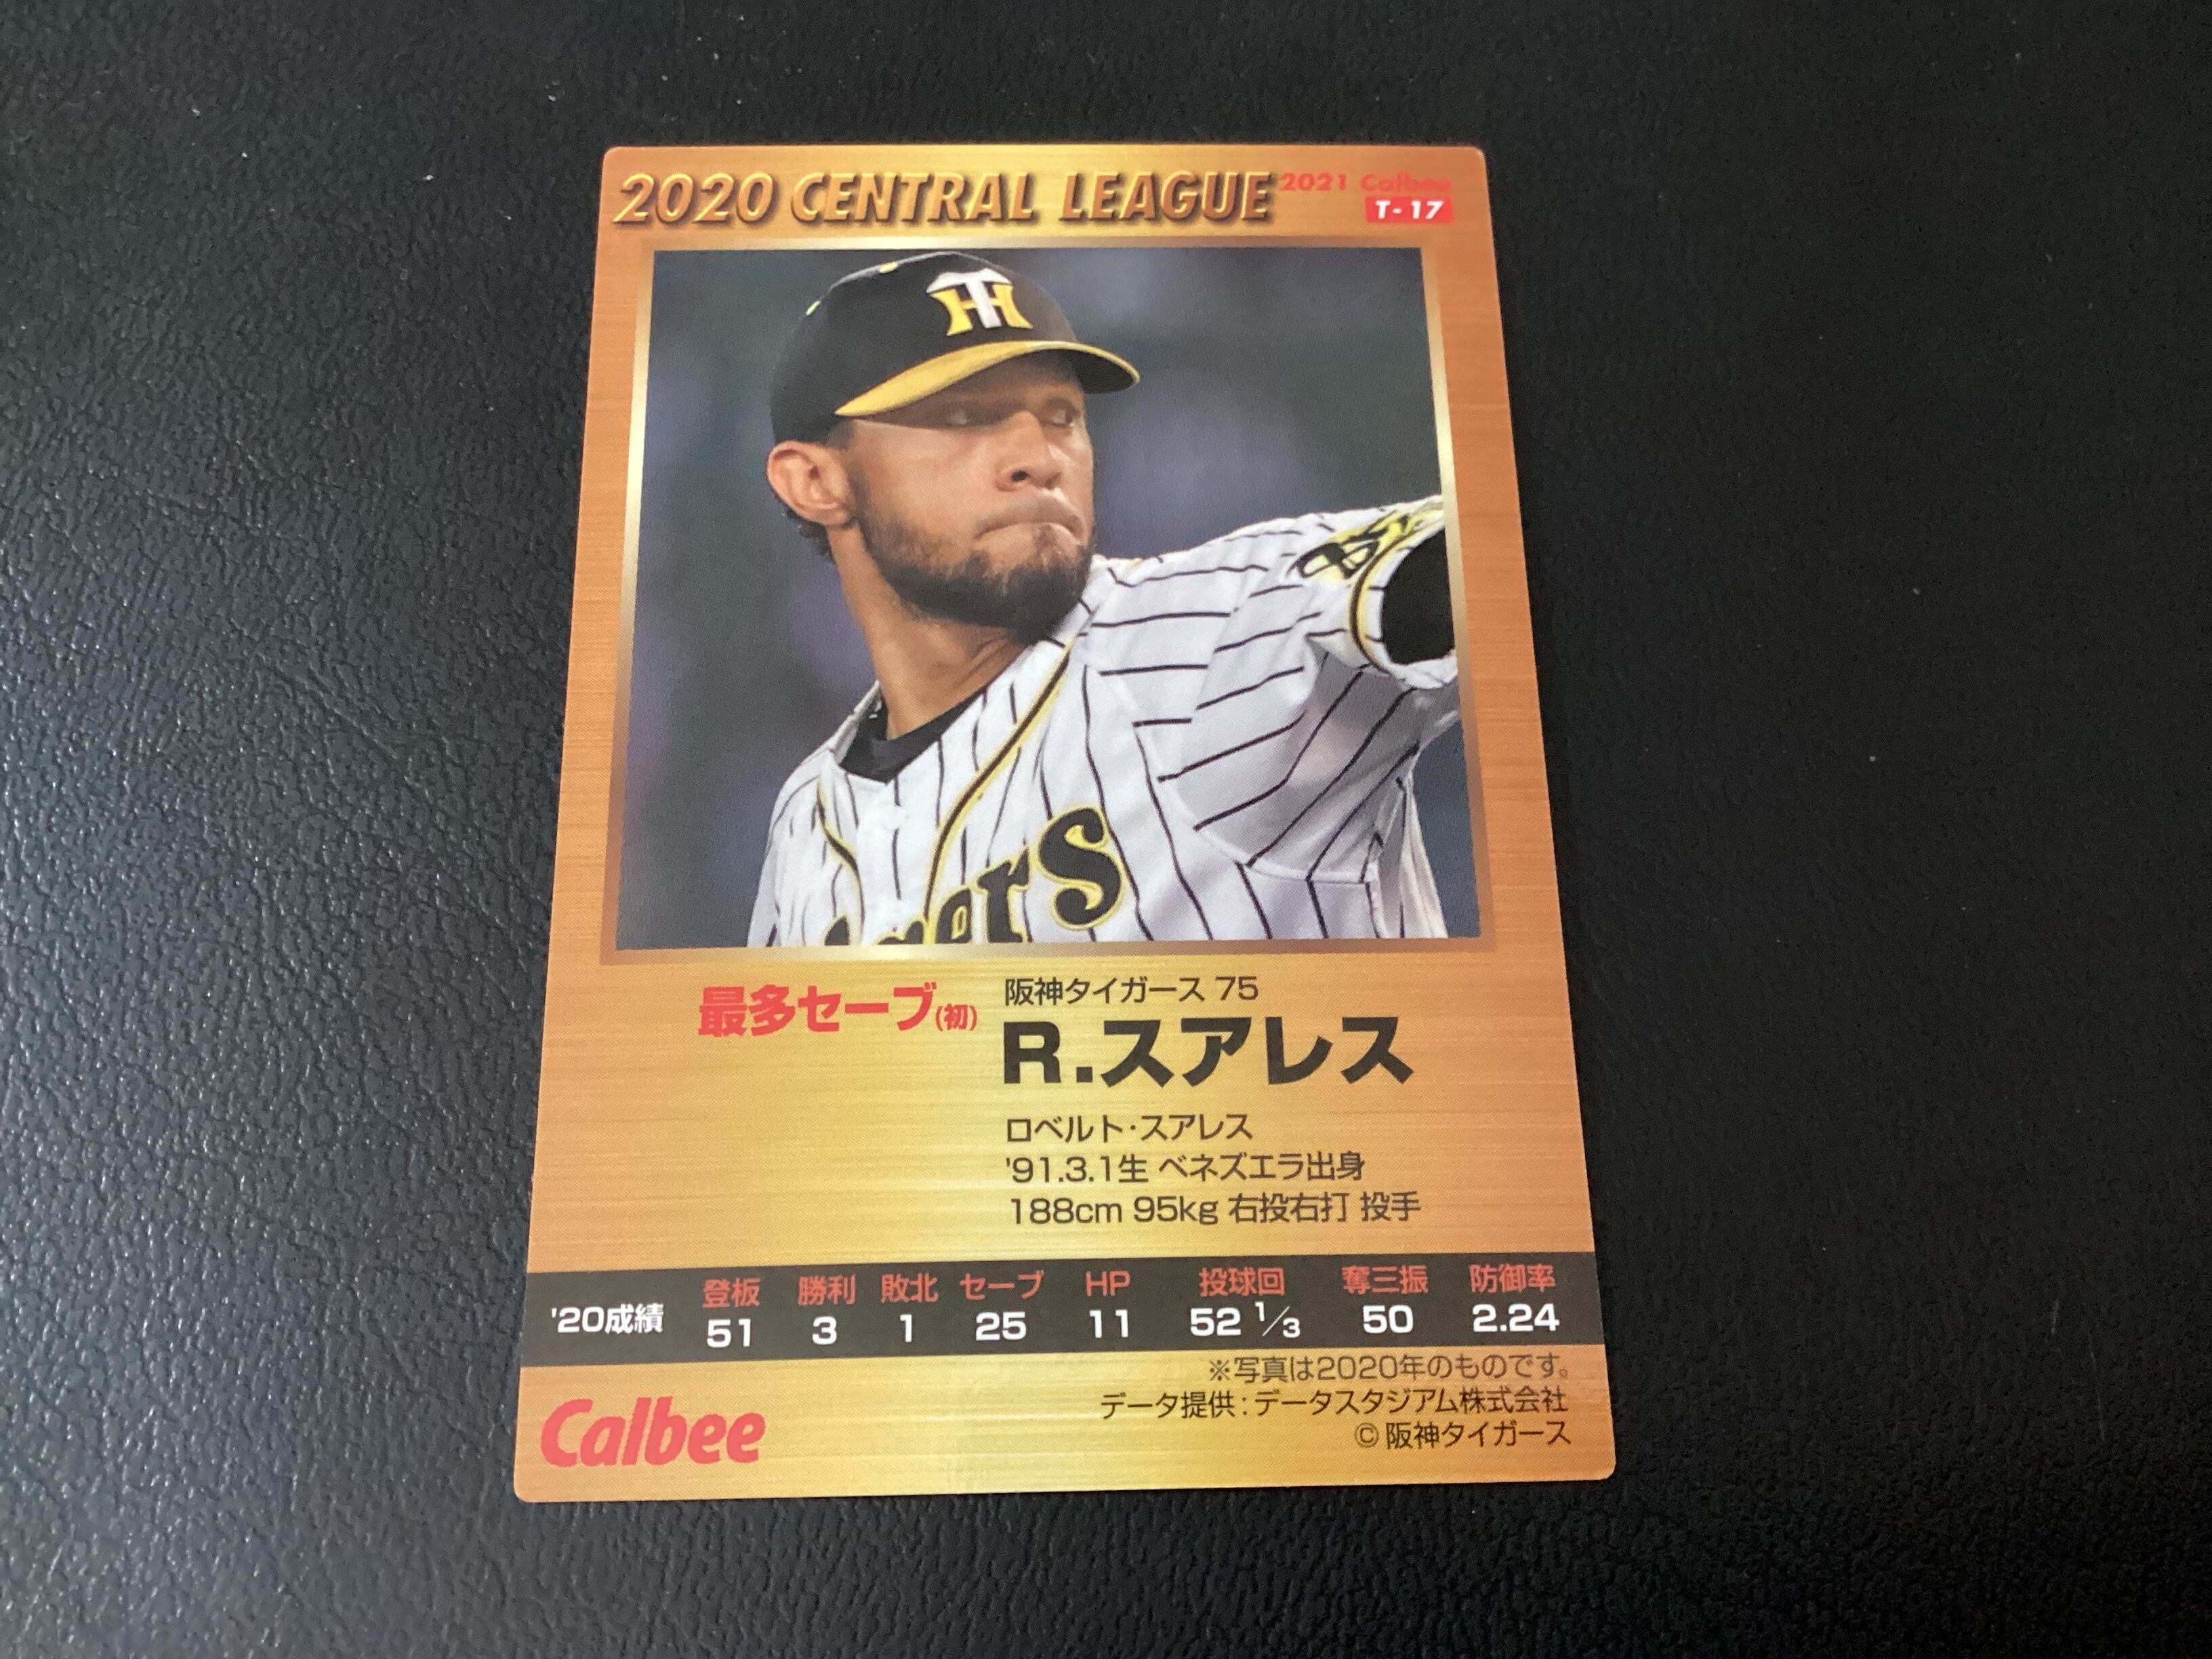 2020 CENTRAL LEAGUE
2021 Calbee
T-17
TH
igers
最多セーブ(初)
阪神タイガース 75
R.スアレス
ロベルト・スアレス
'91.3.1生 ベネズエラ出身
188cm 95kg 右投右打 投手
登板 勝利 敗北 セーブ HP 投球回 奪三振 防御率
'20成績 51 3 1 25 11 52 1/3 50 2.24
※写真は2020年のものです。
データ提供:データスタジアム株式会社
©阪神タイガース
Calbee